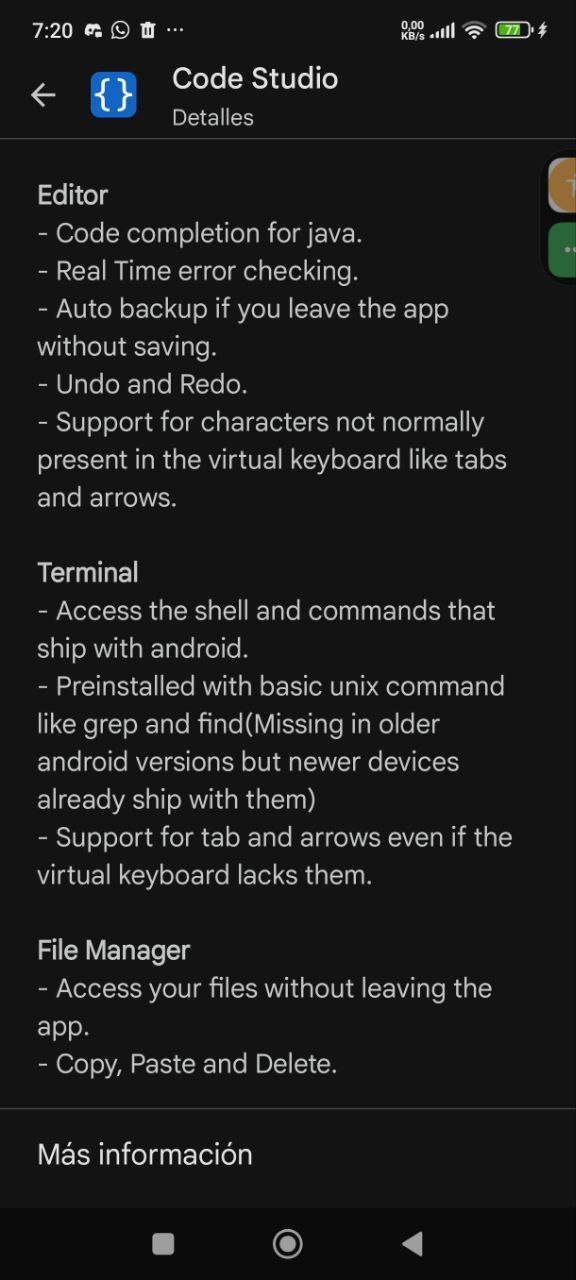 7:20
0,00
KB/s
77
{}
Code Studio
Detalles
Editor
- Code completion for java.
- Real Time error checking.
- Auto backup if you leave the app
without saving.
- Undo and Redo.
- Support for characters not normally
present in the virtual keyboard like tabs
and arrows.
Terminal
- Access the shell and commands that
ship with android.
- Preinstalled with basic unix command
like grep and find(Missing in older
android versions but newer devices
already ship with them)
- Support for tab and arrows even if the
virtual keyboard lacks them.
File Manager
- Access your files without leaving the
app.
- Copy, Paste and Delete.
Más información